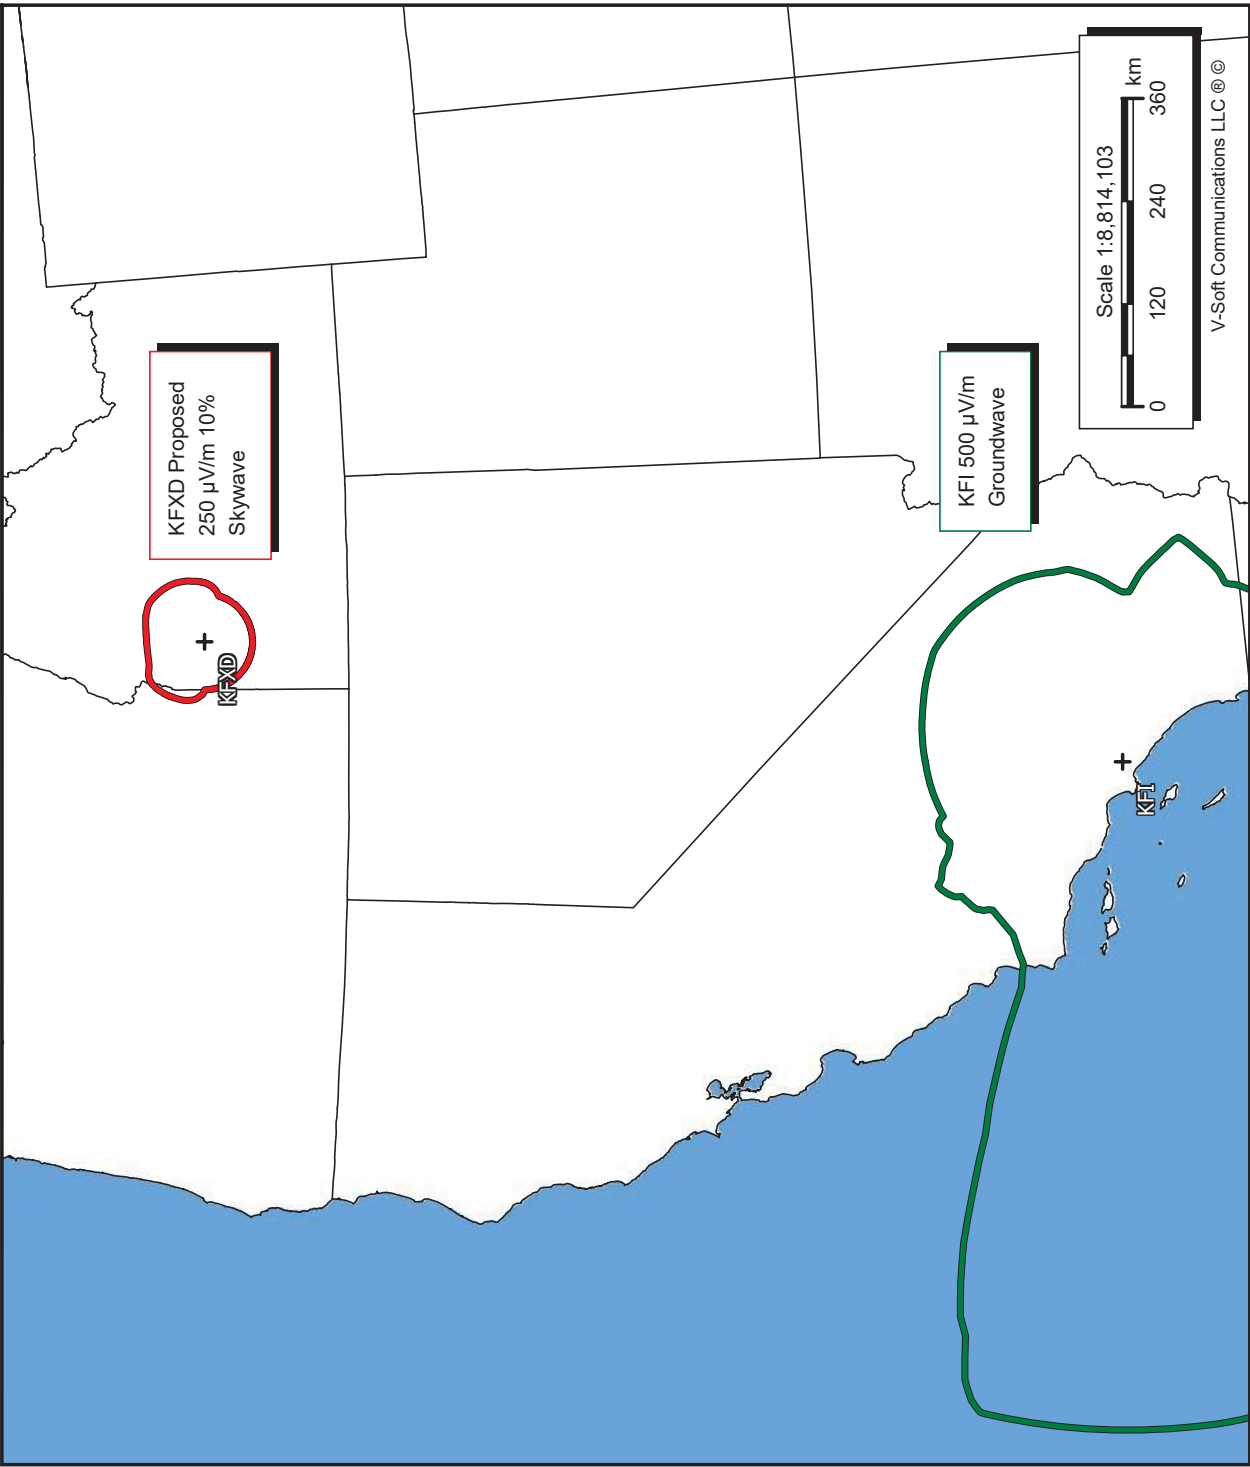 KFXD Proposed
250 µV/m 10%
Skywave
KFXD
KFI 500 µV/m
Groundwave
KFI
Scale 1:8,814,103
km
0 120 240 360
V-Soft Communications LLC ® ©